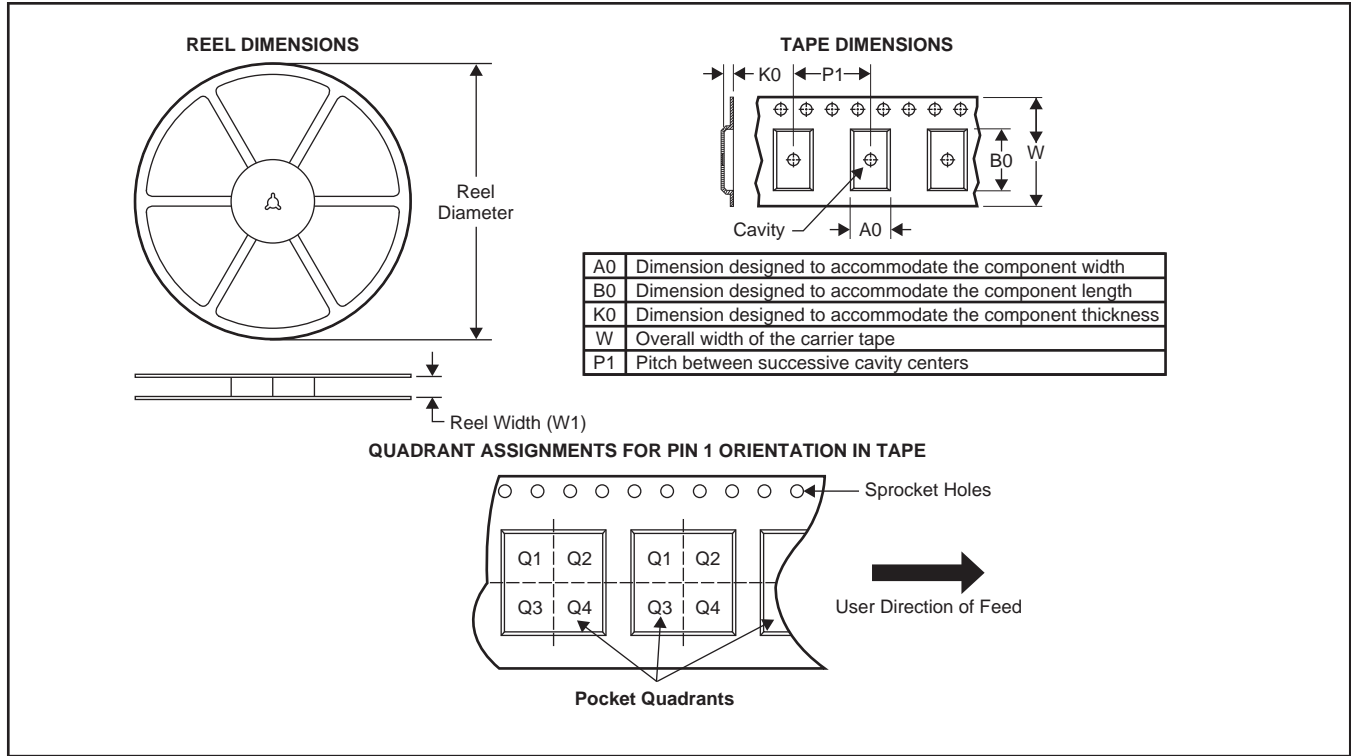 REEL DIMENSIONS
Reel
Diameter
Reel Width (W1)
TAPE DIMENSIONS
K0
P1
B0
W
Cavity
A0
A0 Dimension designed to accommodate the component width
B0 Dimension designed to accommodate the component length
K0 Dimension designed to accommodate the component thickness
W Overall width of the carrier tape
P1 Pitch between successive cavity centers
QUADRANT ASSIGNMENTS FOR PIN 1 ORIENTATION IN TAPE
Sprocket Holes
Q1 Q2 Q1 Q2
Q3 Q4 Q3 Q4
User Direction of Feed
Pocket Quadrants